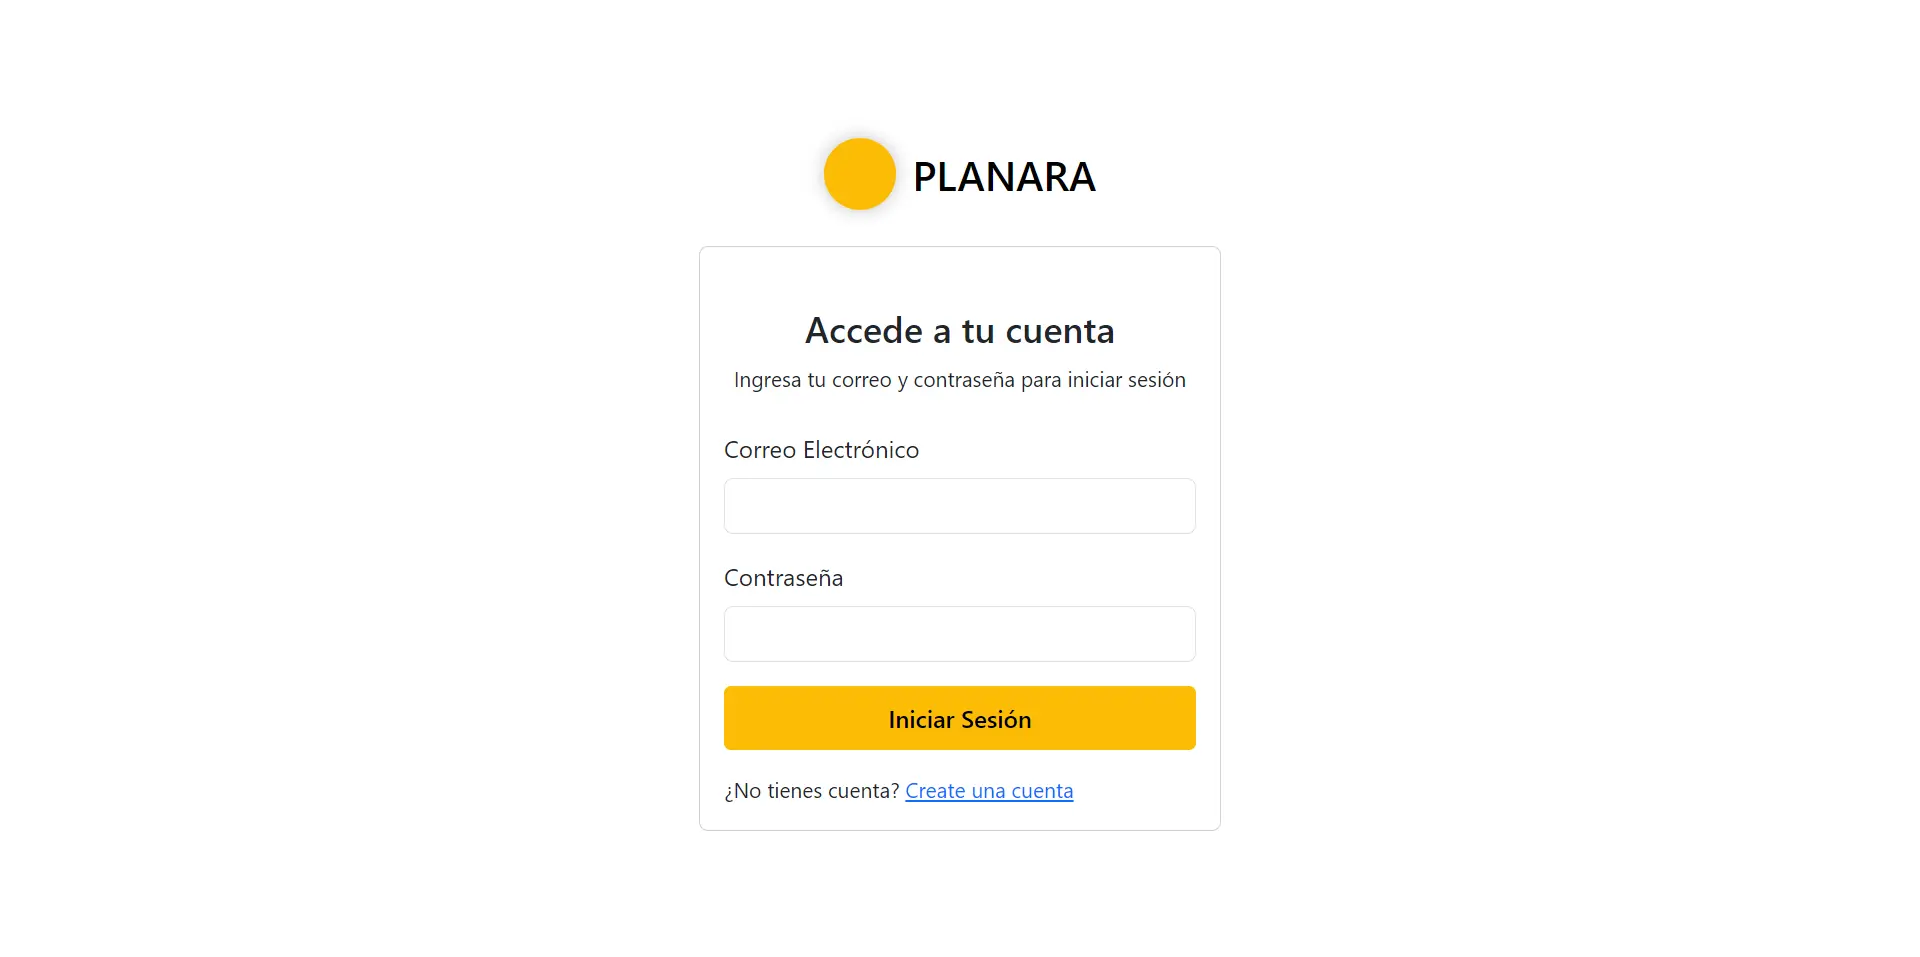 PLANARA
Accede a tu cuenta
Ingresa tu correo y contraseña para iniciar sesión
Correo Electrónico
Contraseña
Iniciar Sesión
¿No tienes cuenta? Create una cuenta